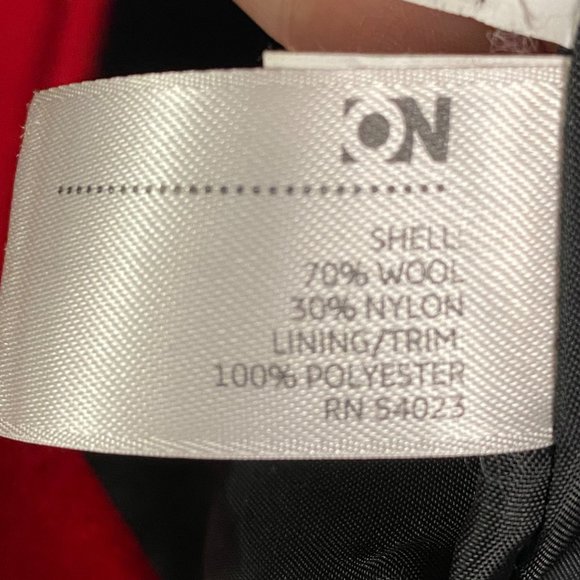 ON
SHELL:
70% WOOL
30% NYLON
LINING/TRIM:
100% POLYESTER
RN 54023